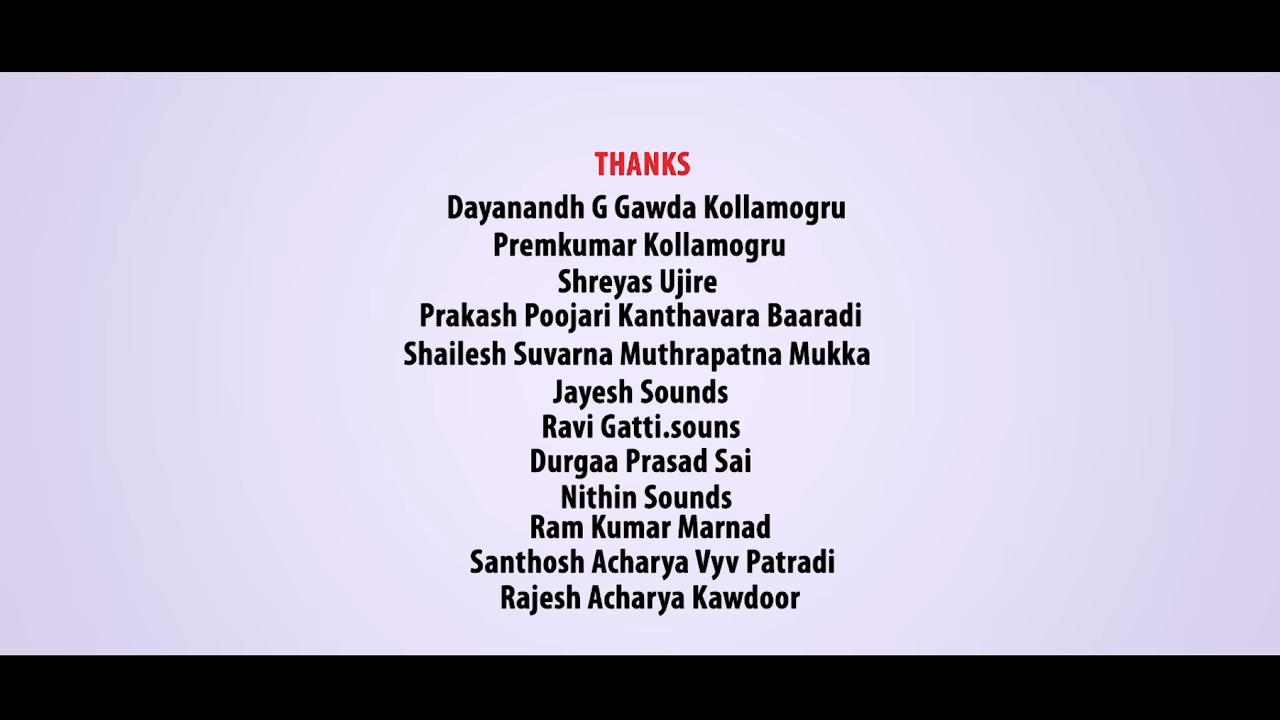 THANKS
Dayanandh G Gawda Kollamogru
Premkumar Kollamogru
Shreyas Ujire
Prakash Poojari Kanthavara Baaradi
Shailesh Suvarna Muthrapatna Mukka
Jayesh Sounds
Ravi Gatti.souns
Durgaa Prasad Sai
Nithin Sounds
Ram Kumar Marnad
Santhosh Acharya Vyv Patradi
Rajesh Acharya Kawdoor